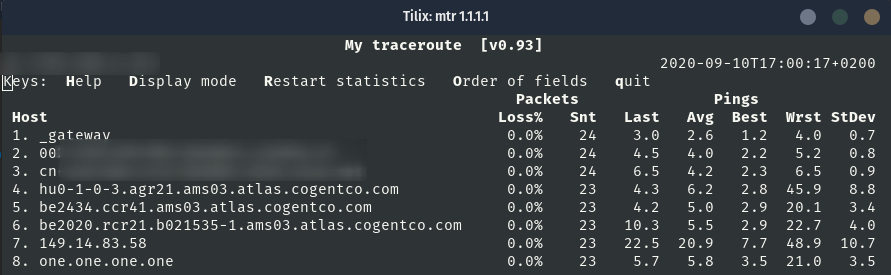 Tilix: mtr 1.1.1.1
My traceroute [v0.93]
2020-09-10T17:00:17+0200
Keys: Help Display mode Restart statistics Order of fields quit
Packets Pings
Host Loss% Snt Last Avg Best Wrst StDev
1. _gateway 0.0% 24 3.0 2.6 1.2 4.0 0.7
2. 00 0.0% 24 4.5 4.0 2.2 5.2 0.8
3. cn 0.0% 24 6.5 4.2 2.3 6.5 0.9
4. hu0-1-0-3.agr21.ams03.atlas.cogentco.com 0.0% 23 4.3 6.2 2.8 45.9 8.8
5. be2434.ccr41.ams03.atlas.cogentco.com 0.0% 23 4.2 5.0 2.9 20.1 3.4
6. be2020.rcr21.b021535-1.ams03.atlas.cogentco.com 0.0% 23 10.3 5.5 2.9 22.7 4.0
7. 149.14.83.58 0.0% 23 22.5 20.9 7.7 48.9 10.7
8. one.one.one.one 0.0% 23 5.7 5.8 3.5 21.0 3.5